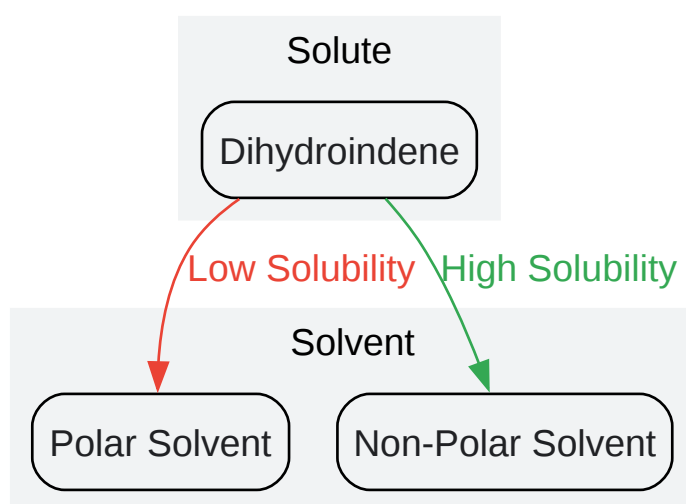 Solute
Dihydroindene
Low Solubility
High Solubility
Solvent
Polar Solvent
Non-Polar Solvent